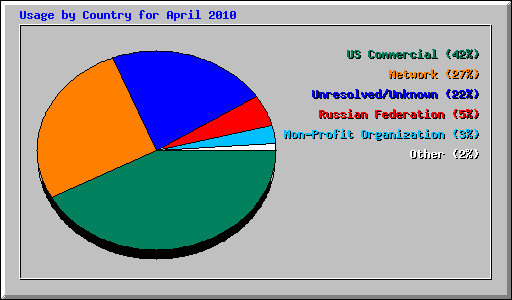 Usage by Country for April 2010
US Commercial (42%)
Network (27%)
Unresolved/Unknown (22%)
Russian Federation (5%)
Non-Profit Organization (3%)
Other (2%)